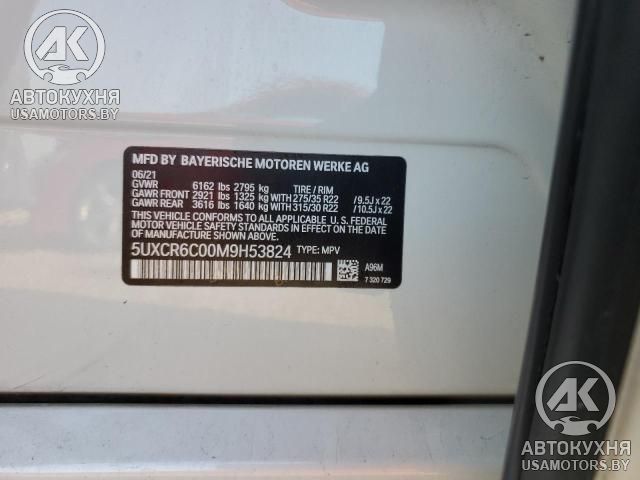 АК
АВТОКУХНЯ
USAMOTORS.BY
MFD BY BAYERISCHE MOTOREN WERKE AG
06/21
GVWR 6162 lbs 2795 kg TIRE / RIM
GAWR FRONT 2921 lbs 1325 kg WITH 275/35 R22 / 9.5J x 22
GAWR REAR 3616 lbs 1640 kg WITH 315/30 R22 / 10.5J x 22
THIS VEHICLE CONFORMS TO ALL APPLICABLE U. S. FEDERAL
MOTOR VEHICLE SAFETY STANDARDS IN EFFECT
ON THE DATE OF MANUFACTURE SHOWN ABOVE.
5UXCR6C00M9H53824 TYPE: MPV
A96M
7 320 729
АК
АВТОКУХНЯ
USAMOTORS.BY